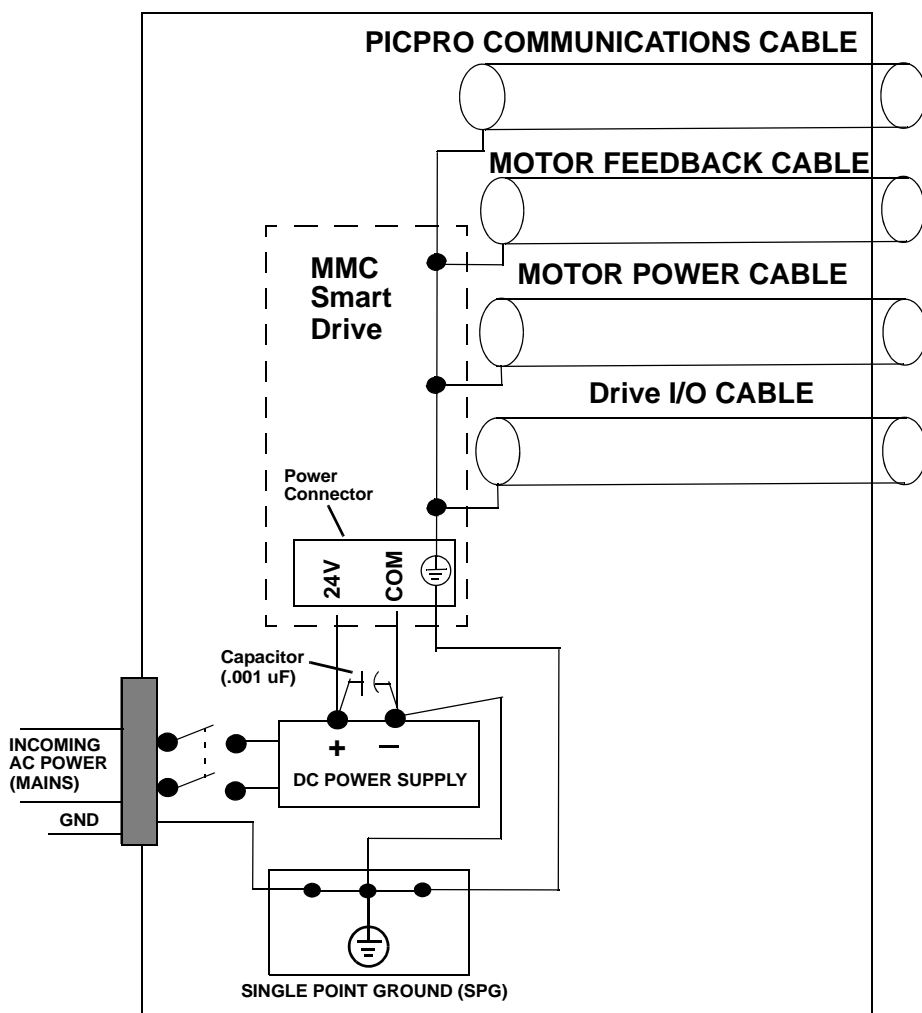 PICPRO COMMUNICATIONS CABLE
MOTOR FEEDBACK CABLE
MMC
Smart
Drive
MOTOR POWER CABLE
Drive I/O CABLE
Power
Connector
24V
COM
Capacitor
(.001 uF)
INCOMING
AC POWER
(MAINS)
GND
+ –
DC POWER SUPPLY
SINGLE POINT GROUND (SPG)